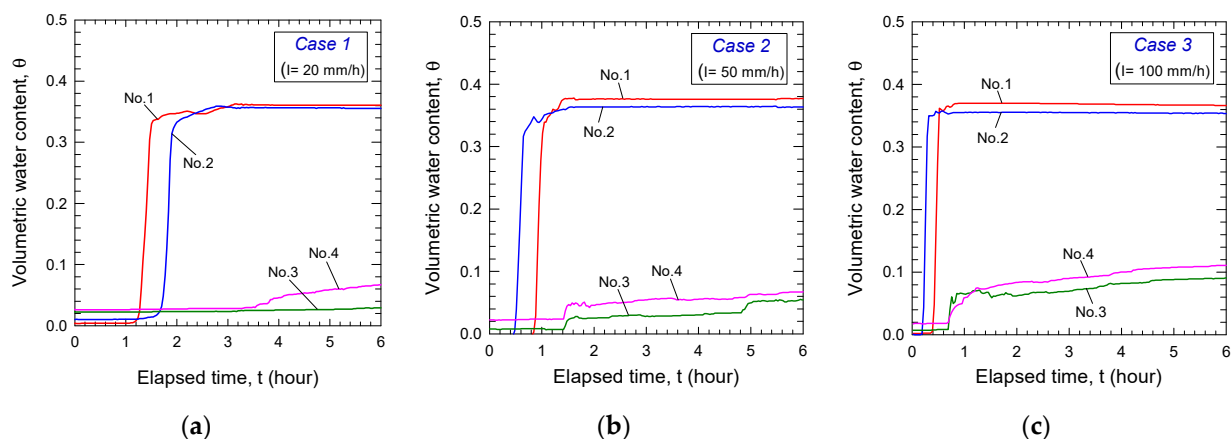 0.5
0.4
0.3
0.2
0.1
0.0
Volumetric water content, θ
Case 1
(I= 20 mm/h)
No.1
No.2
No.3
No.4
0 1 2 3 4 5 6
Elapsed time, t (hour)
(a)
0.5
0.4
0.3
0.2
0.1
0.0
Volumetric water content, θ
Case 2
(I= 50 mm/h)
No.1
No.2
No.3
No.4
0 1 2 3 4 5 6
Elapsed time, t (hour)
(b)
0.5
0.4
0.3
0.2
0.1
0.0
Volumetric water content, θ
Case 3
(I= 100 mm/h)
No.1
No.2
No.4
No.3
0 1 2 3 4 5 6
Elapsed time, t (hour)
(c)